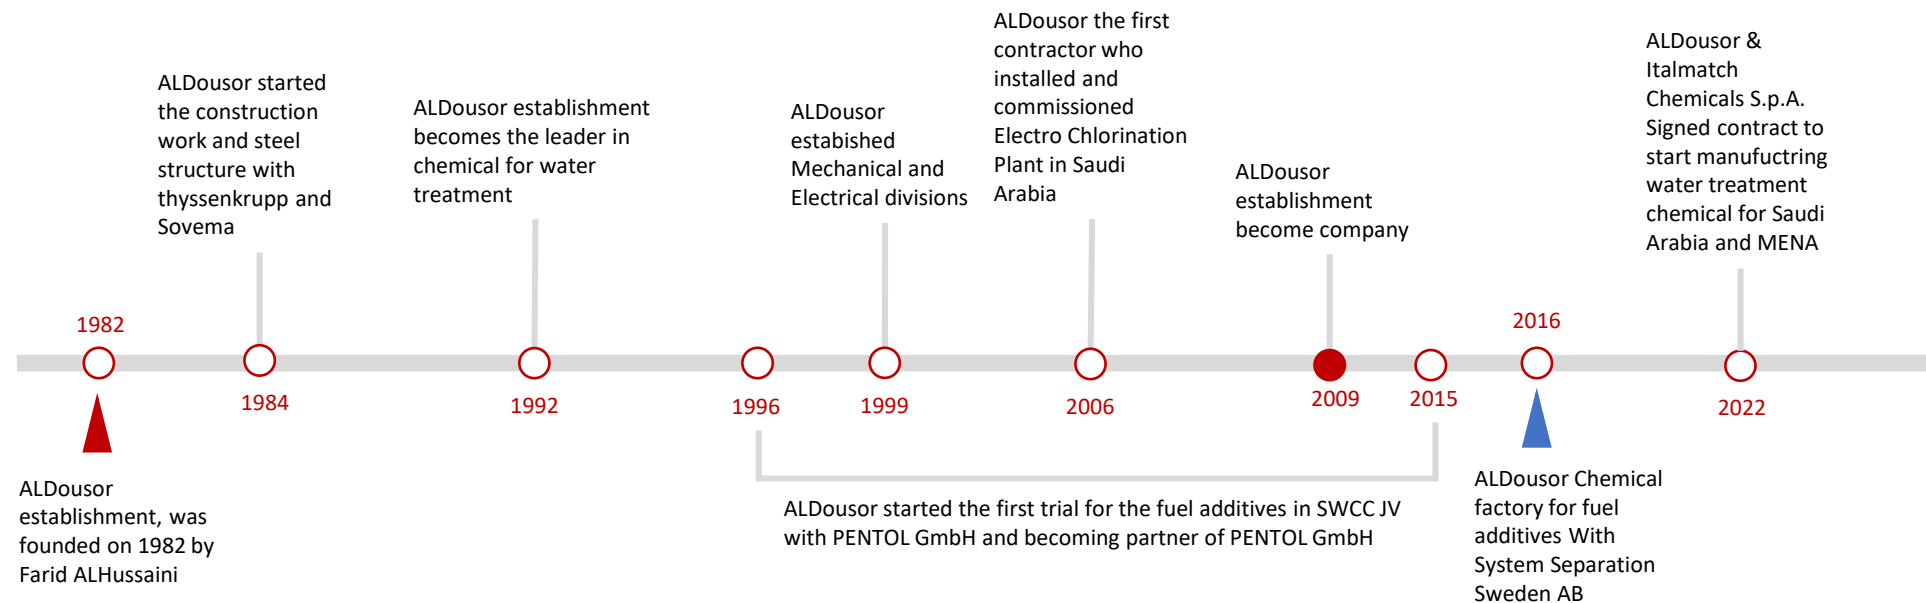 ALDousor started
the construction
work and steel
structure with
thyssenkrupp and
Sovema
ALDousor establishment
becomes the leader in
chemical for water
treatment
ALDousor
estabished
Mechanical and
Electrical divisions
ALDousor the first
contractor who
installed and
commissioned
Electro Chlorination
Plant in Saudi
Arabia
ALDousor
establishment
become company
ALDousor &
Italmatch
Chemicals S.p.A.
Signed contract to
start manufuctring
water treatment
chemical for Saudi
Arabia and MENA
1982
1984
1992
1996
1999
2006
2009
2015
2016
2022
ALDousor
establishment, was
founded on 1982 by
Farid ALHussaini
ALDousor started the first trial for the fuel additives in SWCC JV
with PENTOL GmbH and becoming partner of PENTOL GmbH
ALDousor Chemical
factory for fuel
additives With
System Separation
Sweden AB